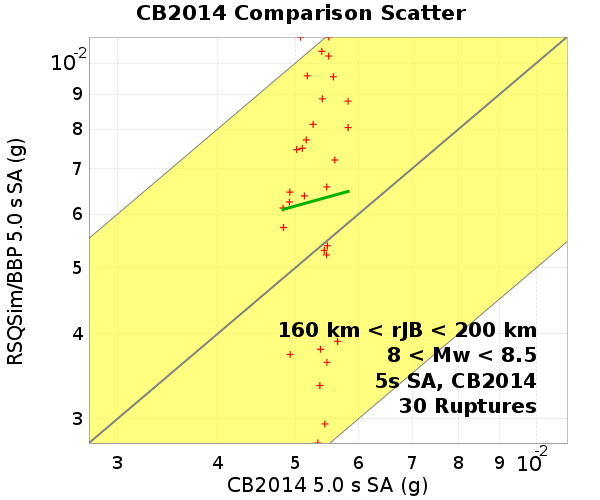 CB2014 Comparison Scatter
RSQSim/BBP 5.0 s SA (g)
10-2
9
8
7
6
5
4
3
160 km < rJB < 200 km
8 < Mw < 8.5
5s SA, CB2014
30 Ruptures
3 4 5 6 7 8 9 10-2
CB2014 5.0 s SA (g)